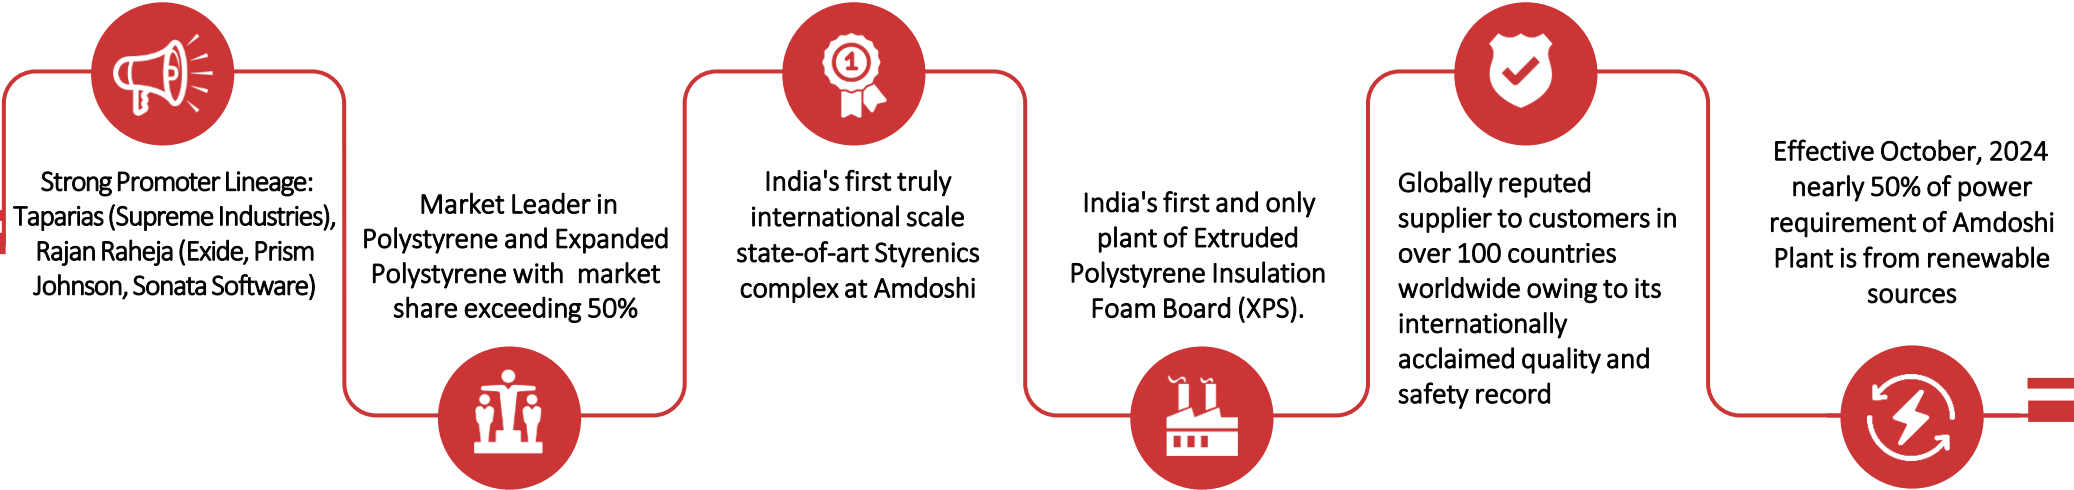 Strong Promoter Lineage:
Taparias (Supreme Industries),
Rajan Raheja (Exide, Prism
Johnson, Sonata Software)
Market Leader in
Polystyrene and Expanded
Polystyrene with  market
share exceeding 50%
1
India's first truly
international scale
state-of-art Styrenics
complex at Amdoshi
India's first and only
plant of Extruded
Polystyrene Insulation
Foam Board (XPS).
Globally reputed
supplier to customers in
over 100 countries
worldwide owing to its
internationally
acclaimed quality and
safety record
Effective October, 2024
nearly 50% of power
requirement of Amdoshi
Plant is from renewable
sources